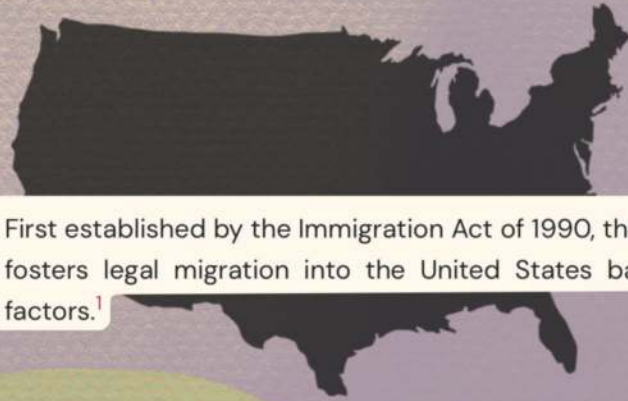 First established by the Immigration Act of 1990, th
fosters legal migration into the United States ba
factors.1